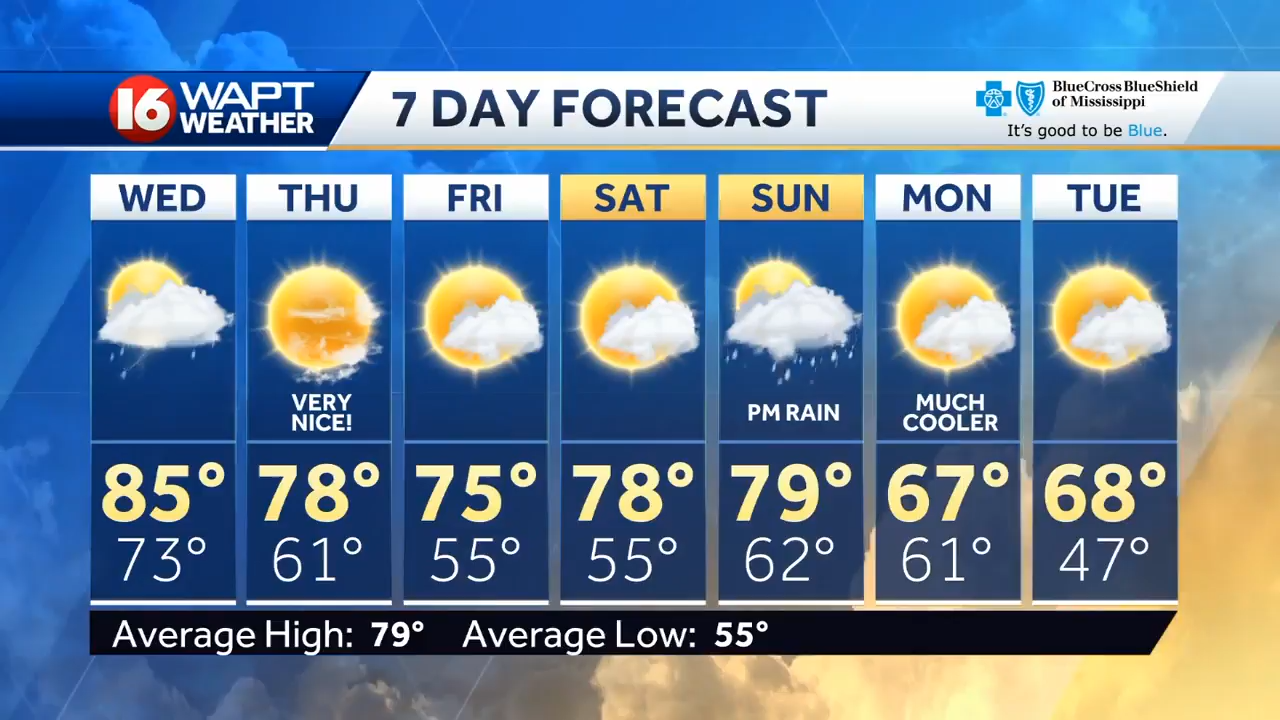 16 WAPT
WEATHER
7 DAY FORECAST
BlueCross BlueShield
of Mississippi
It's good to be Blue.
WED THU FRI SAT SUN MON TUE
VERY
NICE!
PM RAIN
MUCH
COOLER
85° 78° 75° 78° 79° 67° 68°
73° 61° 55° 55° 62° 61° 47°
Average High: 79° Average Low: 55°